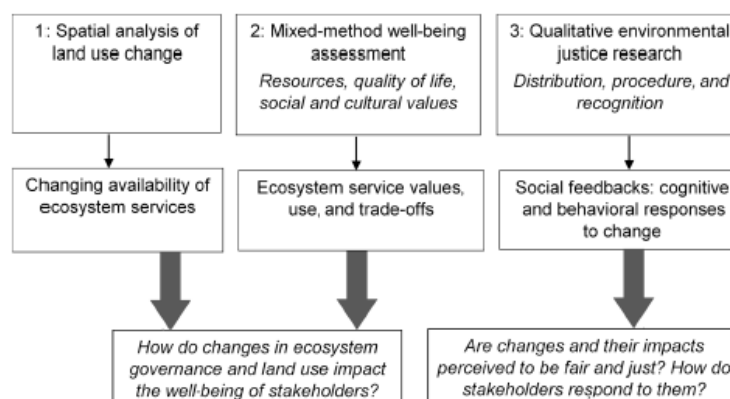 1: Spatial analysis of
land use change
2: Mixed-method well-being
assessment
Resources, quality of life,
social and cultural values
3: Qualitative environmental
justice research
Distribution, procedure, and
recognition
Changing availability of
ecosystem services
Ecosystem service values,
use, and trade-offs
Social feedbacks: cognitive
and behavioral responses
to change
How do changes in ecosystem
governance and land use impact
the well-being of stakeholders?
Are changes and their impacts
perceived to be fair and just? How do
stakeholders respond to them?